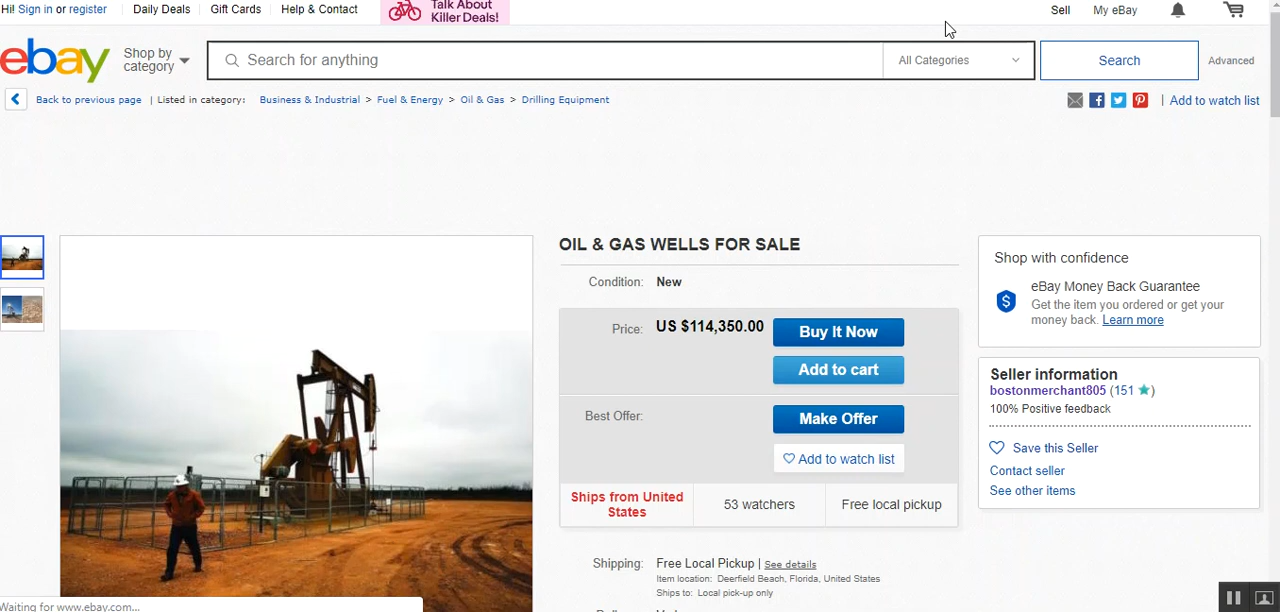 Hi! Sign in or register
Daily Deals
Gift Cards
Help & Contact
Talk About
Killer Deals!
Sell
My eBay
ebay
Shop by
category
Search for anything
All Categories
Search
Advanced
Back to previous page | Listed in category: Business & Industrial > Fuel & Energy > Oil & Gas > Drilling Equipment
| Add to watch list
OIL & GAS WELLS FOR SALE
Condition: New
Price: US $114,350.00
Buy It Now
Add to cart
Best Offer:
Make Offer
Add to watch list
Ships from United
States
53 watchers
Free local pickup
Shipping: Free Local Pickup | See details
Item location: Deerfield Beach, Florida, United States
Ships to: Local pick-up only
Shop with confidence
eBay Money Back Guarantee
Get the item you ordered or get your
money back. Learn more
Seller information
bostonmerchant805 (151)
100% Positive feedback
Save this Seller
Contact seller
See other items
Waiting for www.ebay.com...